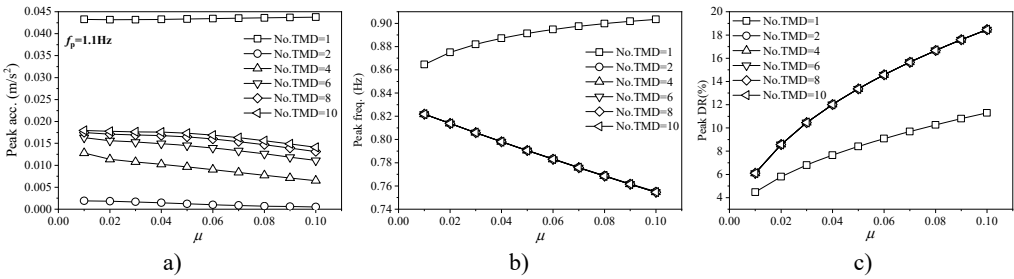 0.045
0.040
0.035
0.030
0.025
0.020
0.015
0.010
0.005
0.000
Peak acc. (m/s²)
fₚ=1.1Hz
No.TMD=1
No.TMD=2
No.TMD=4
No.TMD=6
No.TMD=8
No.TMD=10
0.00 0.02 0.04 0.06 0.08 0.10
μ
a)
0.90
0.88
0.86
0.84
0.82
0.80
0.78
0.76
0.74
Peak freq. (Hz)
No.TMD=1
No.TMD=2
No.TMD=4
No.TMD=6
No.TMD=8
No.TMD=10
0.00 0.02 0.04 0.06 0.08 0.10
μ
b)
20
18
16
14
12
10
8
6
4
Peak DR(%)
No.TMD=1
No.TMD=2
No.TMD=4
No.TMD=6
No.TMD=8
No.TMD=10
0.00 0.02 0.04 0.06 0.08 0.10
μ
c)